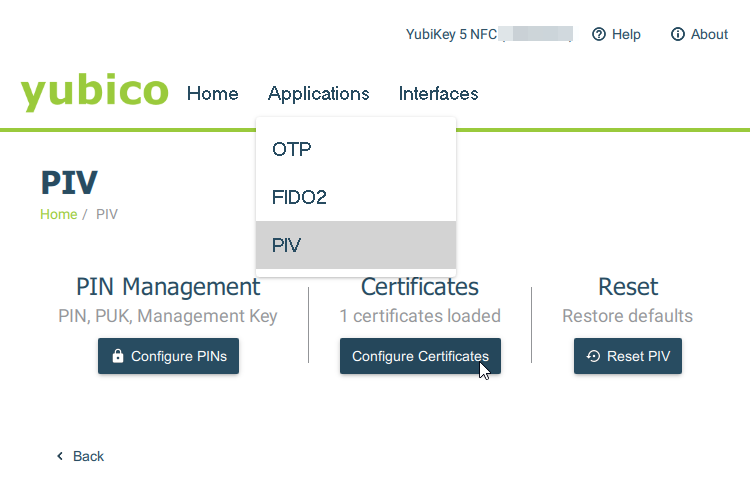 YubiKey 5 NFC Help About
yubico Home Applications Interfaces
OTP
FIDO2
PIV
PIV
Home / PIV
PIN Management
PIN, PUK, Management Key
Configure PINs
Certificates
1 certificates loaded
Configure Certificates
Reset
Restore defaults
Reset PIV
Back